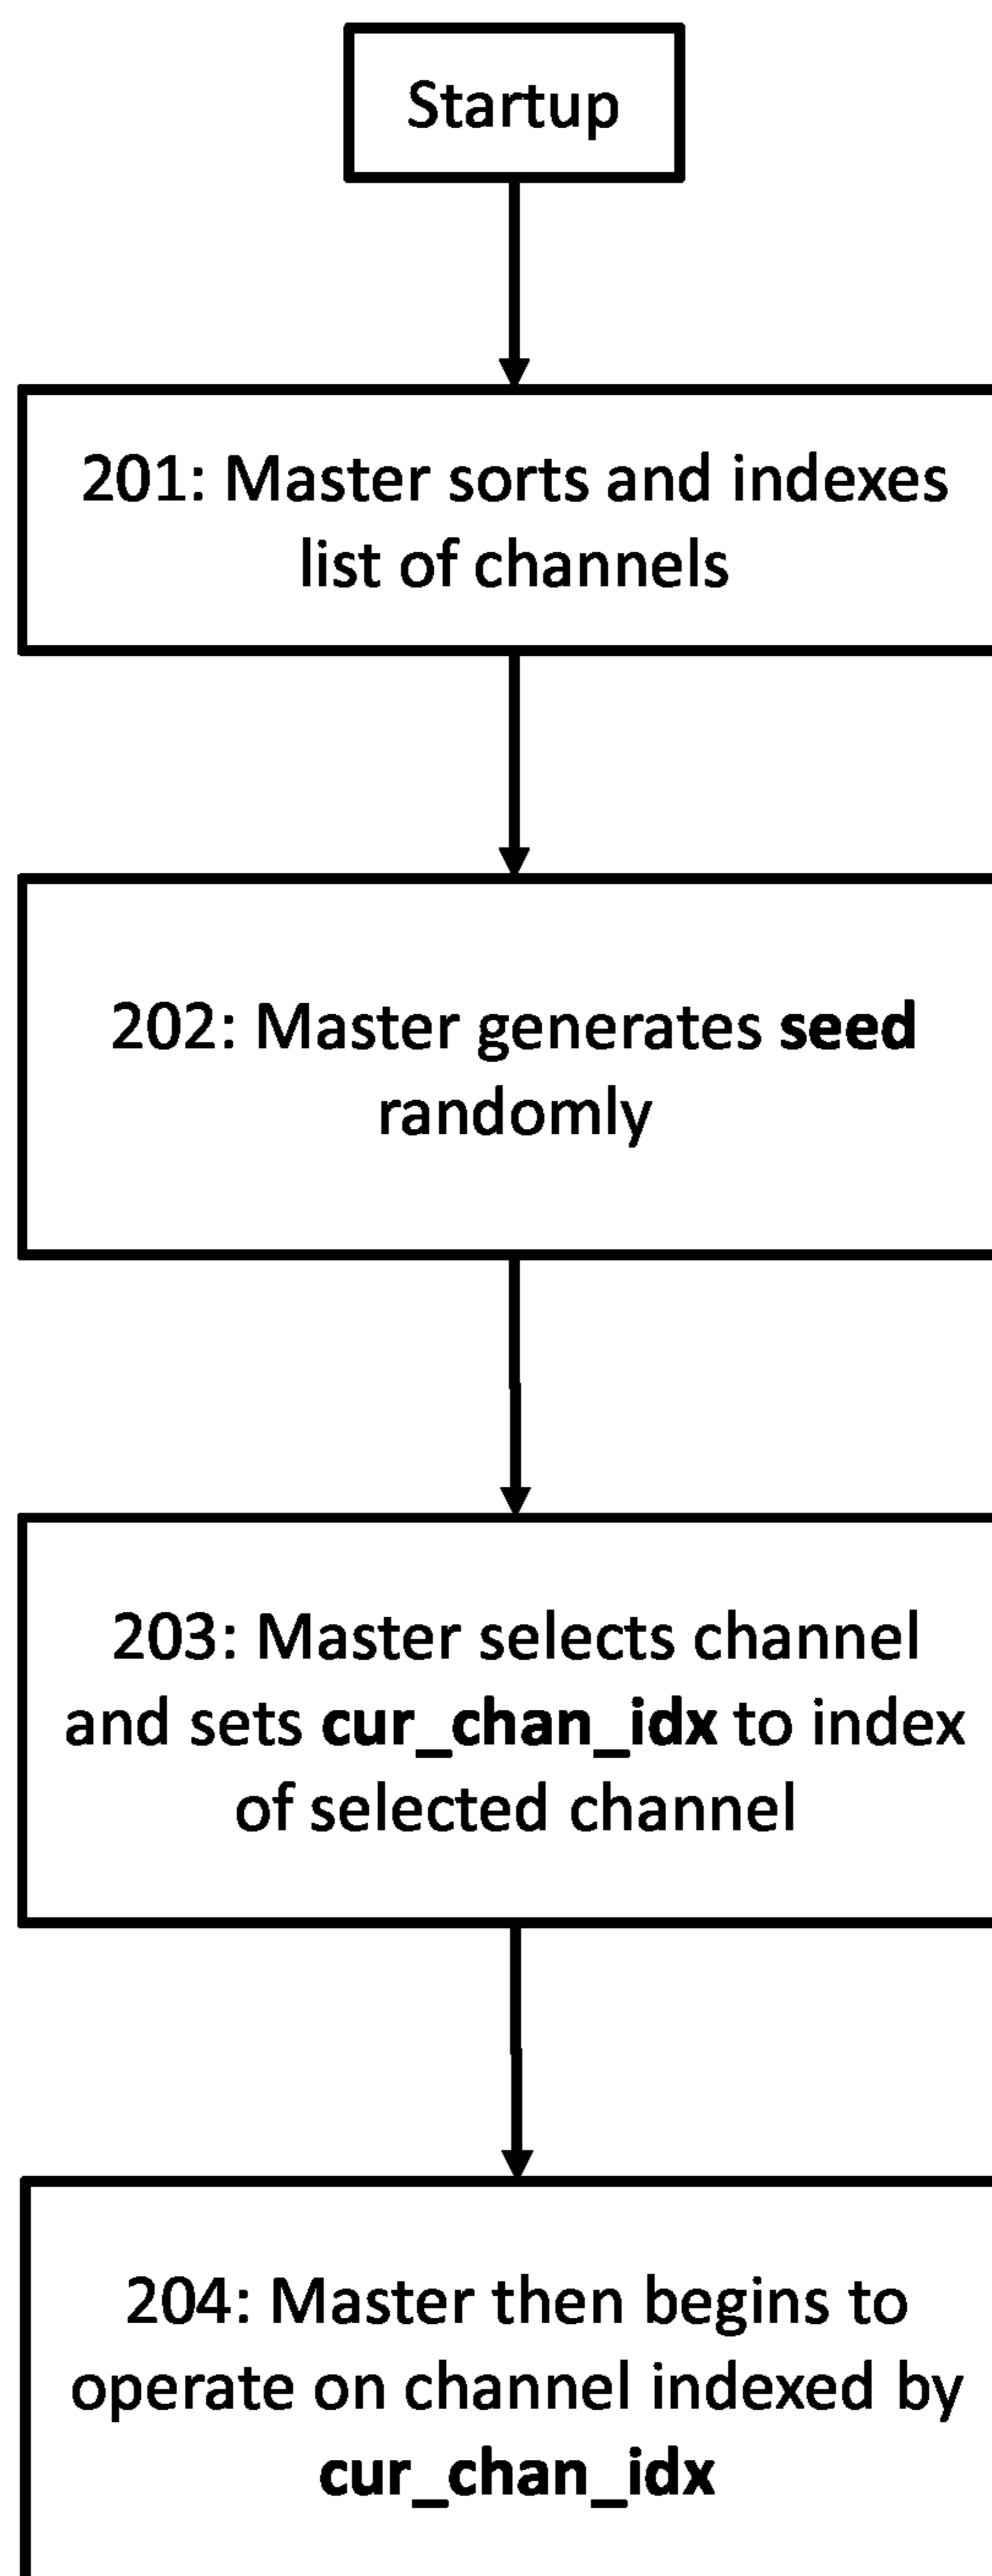 Startup
201: Master sorts and indexes
list of channels
202: Master generates seed
randomly
203: Master selects channel
and sets cur_chan_idx to index
of selected channel
204: Master then begins to
operate on channel indexed by
cur_chan_idx